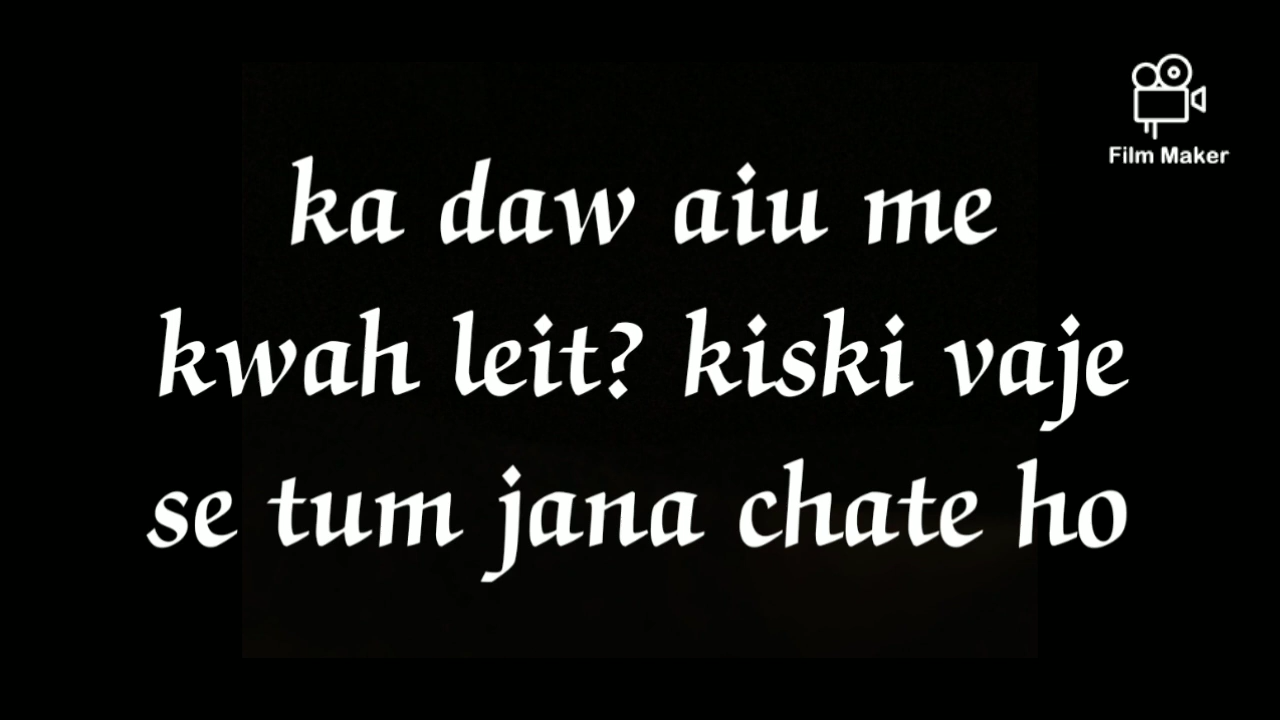 Film Maker
ka daw aiu me
kwah leit? kiski vaje
se tum jana chate ho